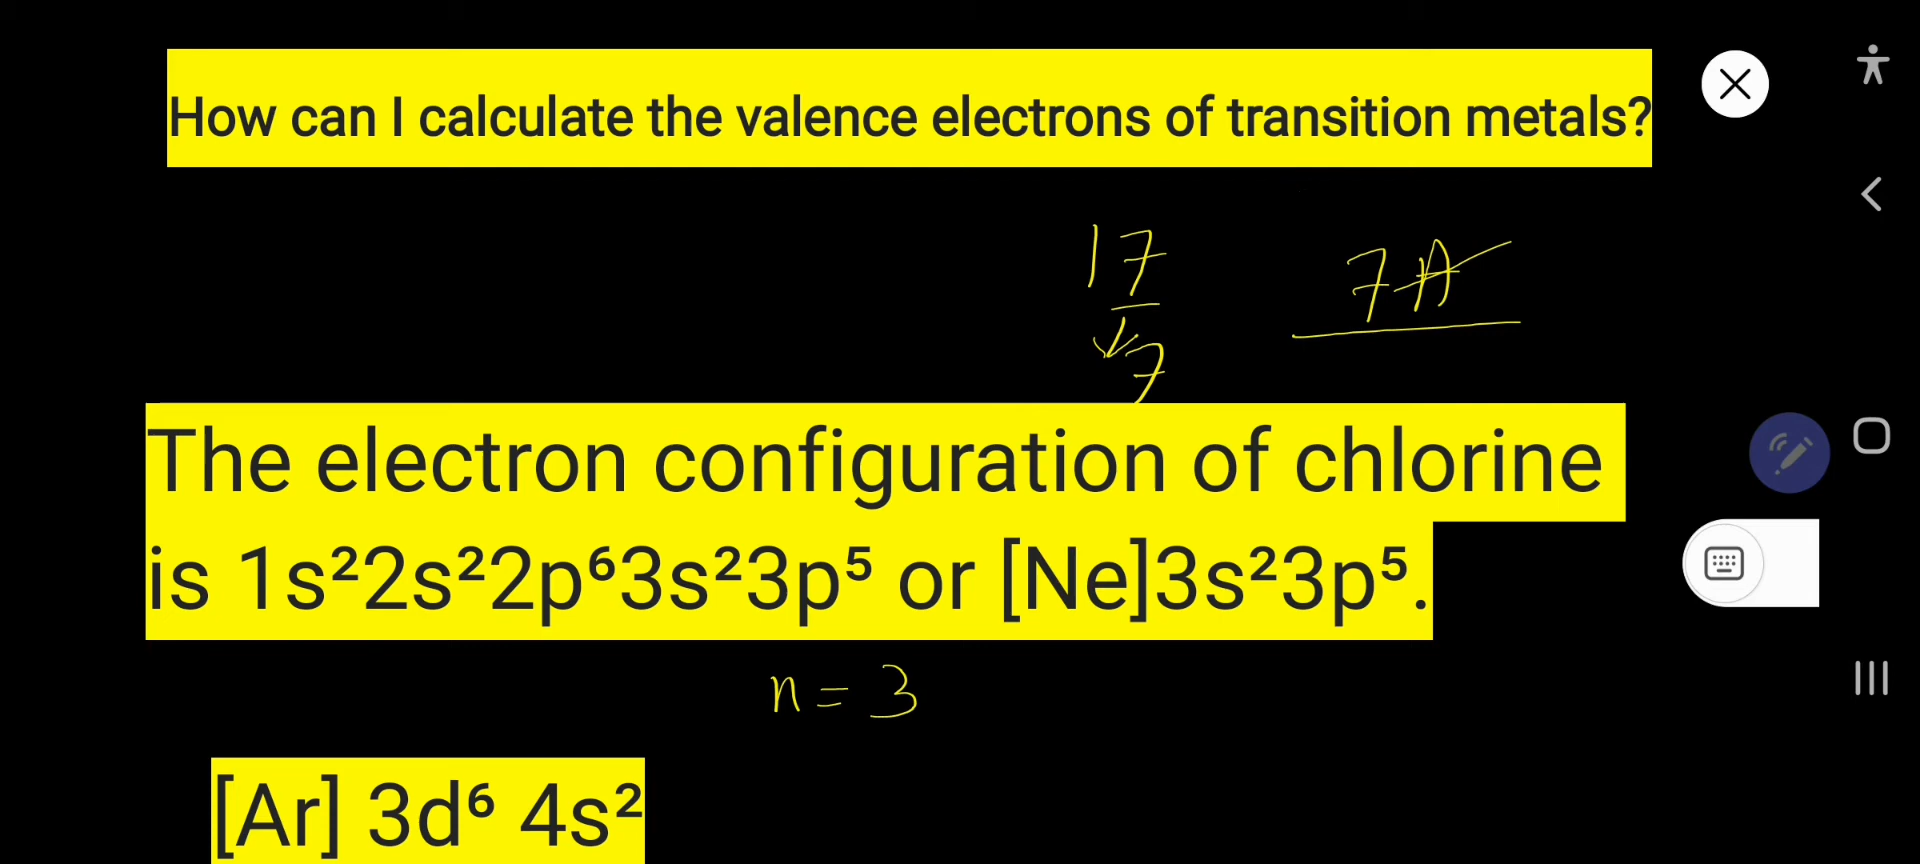 How can I calculate the valence electrons of transition metals?
17 7A
7
The electron configuration of chlorine
is 1s²2s²2p⁶3s²3p⁵ or [Ne]3s²3p⁵.
n = 3
[Ar] 3d⁶ 4s²